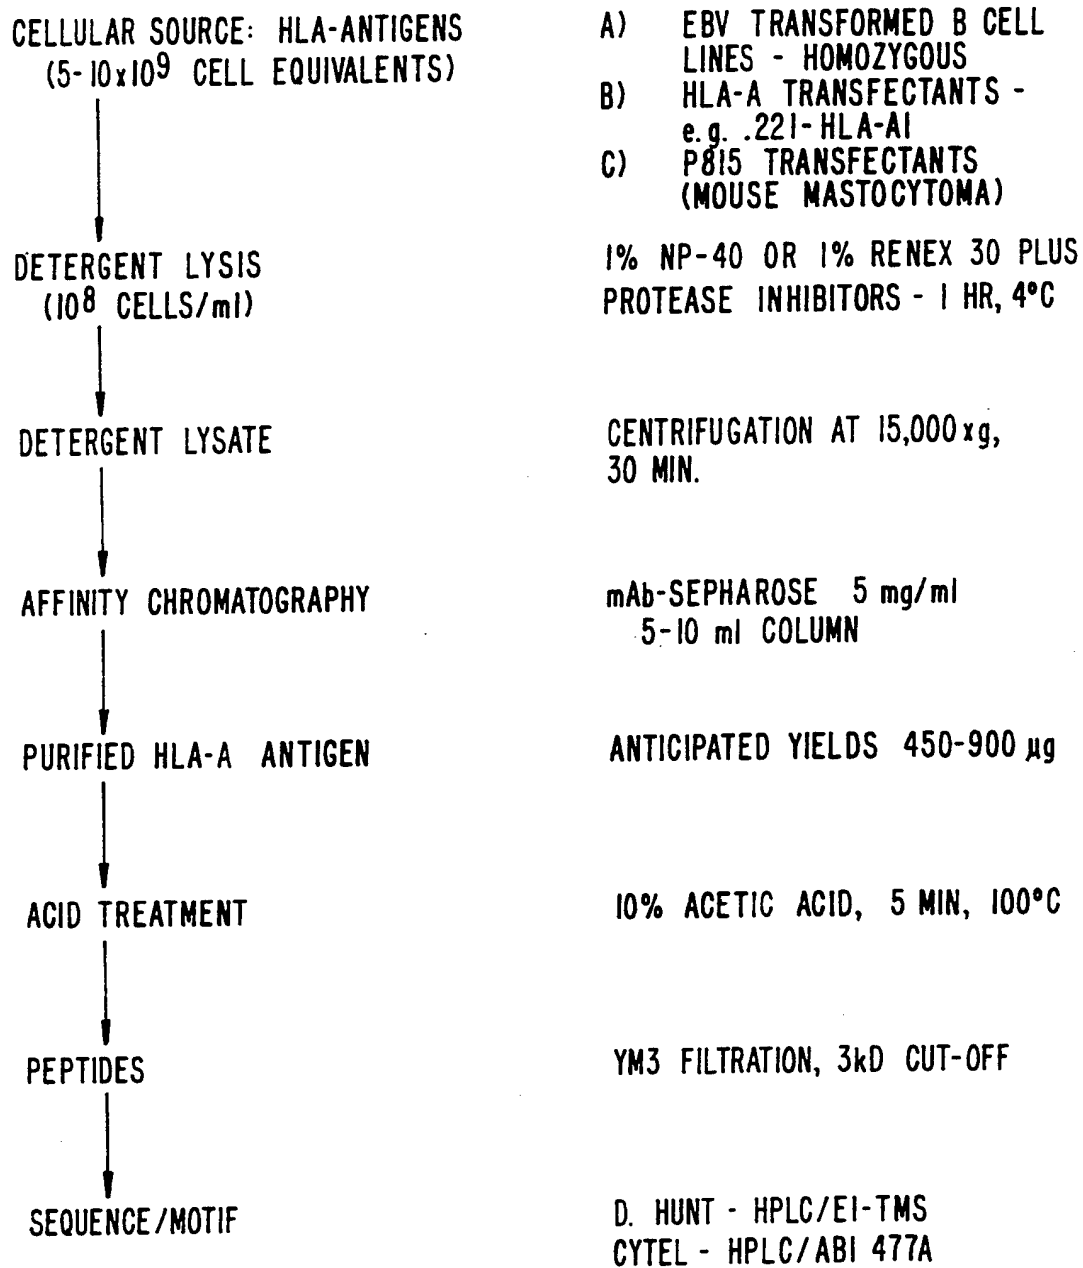 CELLULAR SOURCE: HLA-ANTIGENS
(5-10x10⁹ CELL EQUIVALENTS)
A) EBV TRANSFORMED B CELL
LINES - HOMOZYGOUS
B) HLA-A TRANSFECTANTS -
e.g. .221-HLA-A1
C) P815 TRANSFECTANTS
(MOUSE MASTOCYTOMA)
DETERGENT LYSIS
(10⁸ CELLS/ml)
1% NP-40 OR 1% RENEX 30 PLUS
PROTEASE INHIBITORS - 1 HR, 4°C
DETERGENT LYSATE
CENTRIFUGATION AT 15,000xg,
30 MIN.
AFFINITY CHROMATOGRAPHY
mAb-SEPHAROSE 5 mg/ml
5-10 ml COLUMN
PURIFIED HLA-A ANTIGEN
ANTICIPATED YIELDS 450-900 µg
ACID TREATMENT
10% ACETIC ACID, 5 MIN, 100°C
PEPTIDES
YM3 FILTRATION, 3kD CUT-OFF
SEQUENCE/MOTIF
D. HUNT - HPLC/EI-TMS
CYTEL - HPLC/ABI 477A